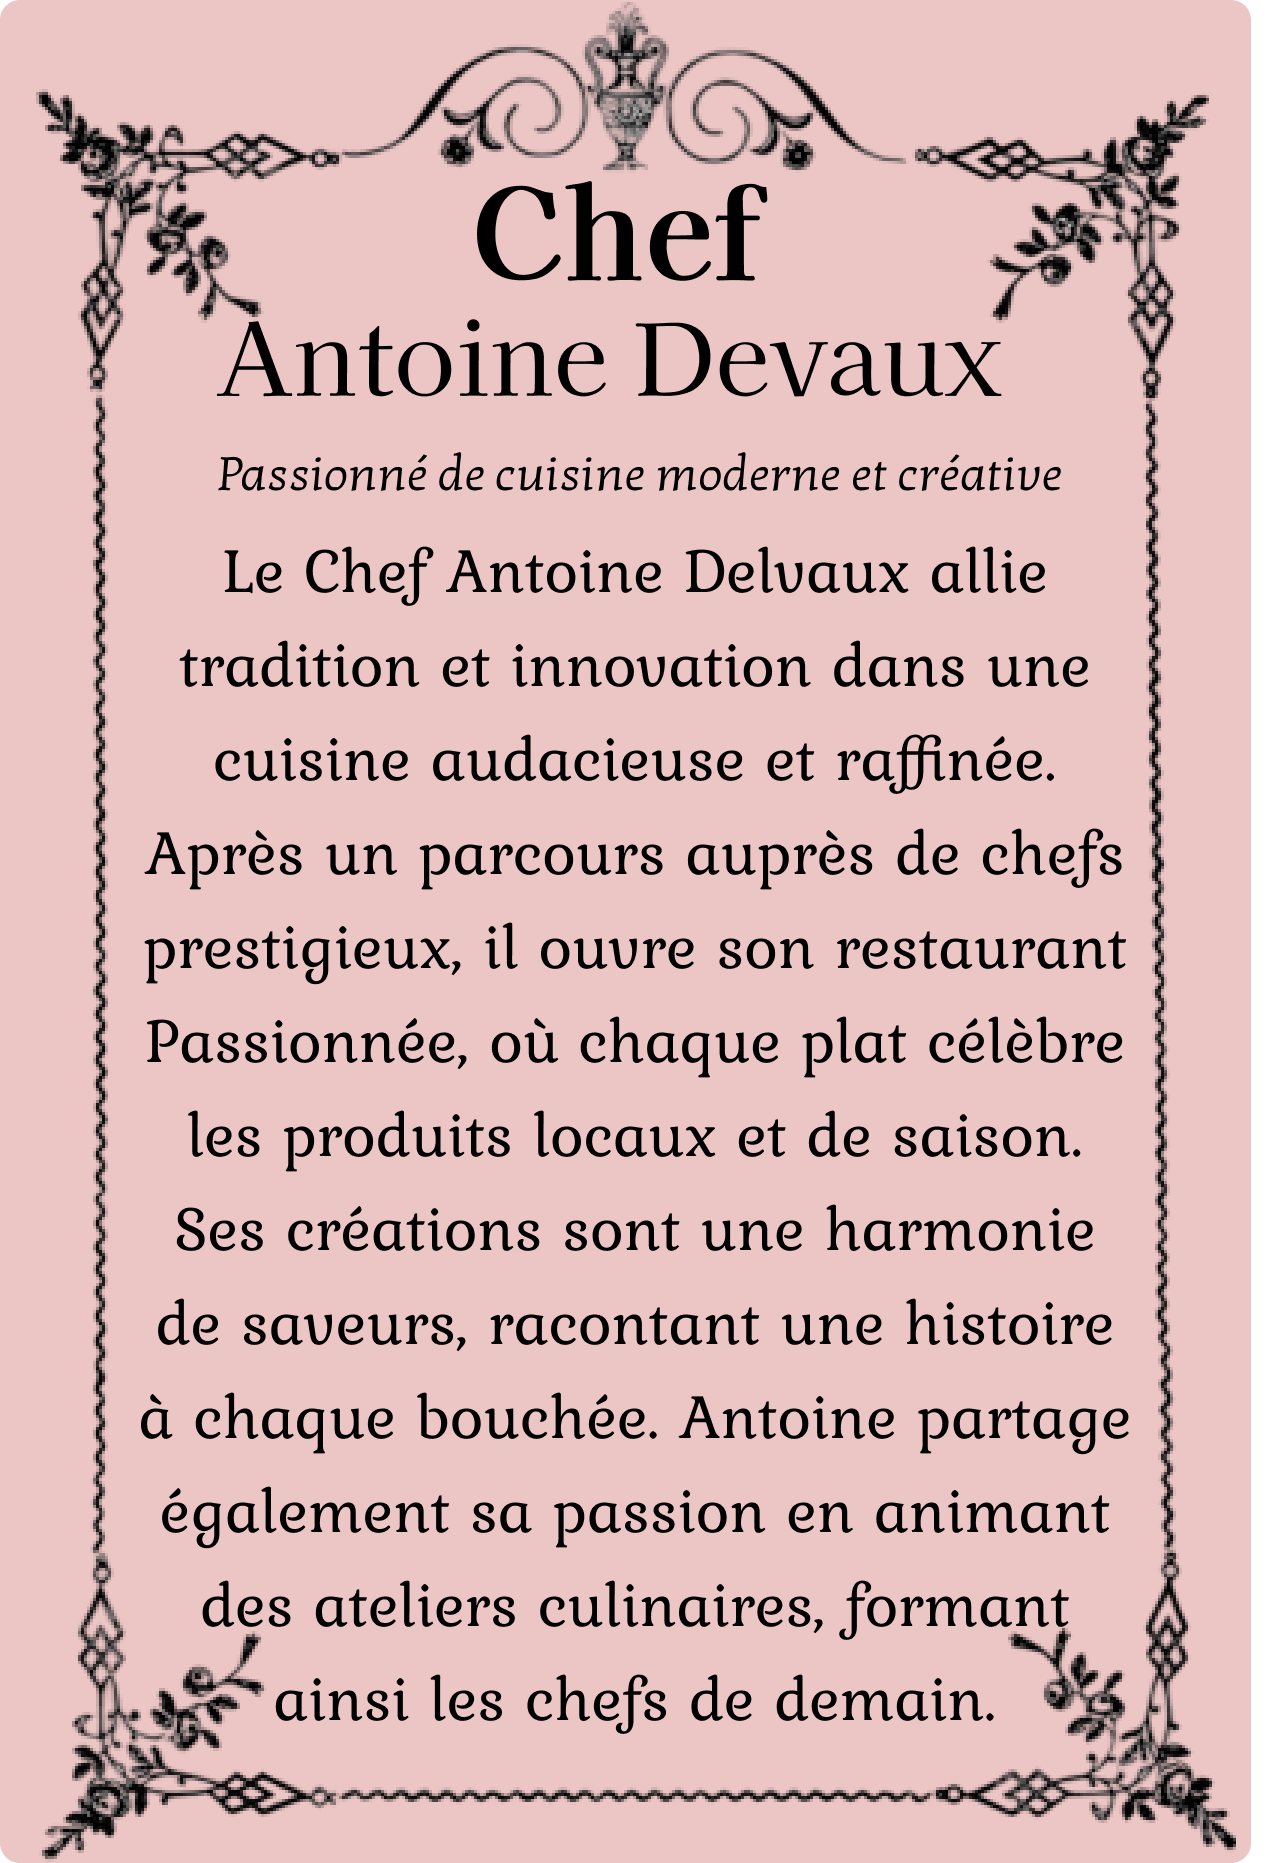 Chef
Antoine Devaux
Passionné de cuisine moderne et créative
Le Chef Antoine Delvaux allie
tradition et innovation dans une
cuisine audacieuse et raffinée.
Après un parcours auprès de chefs
prestigieux, il ouvre son restaurant
Passionnée, où chaque plat célèbre
les produits locaux et de saison.
Ses créations sont une harmonie
de saveurs, racontant une histoire
à chaque bouchée. Antoine partage
également sa passion en animant
des ateliers culinaires, formant
ainsi les chefs de demain.